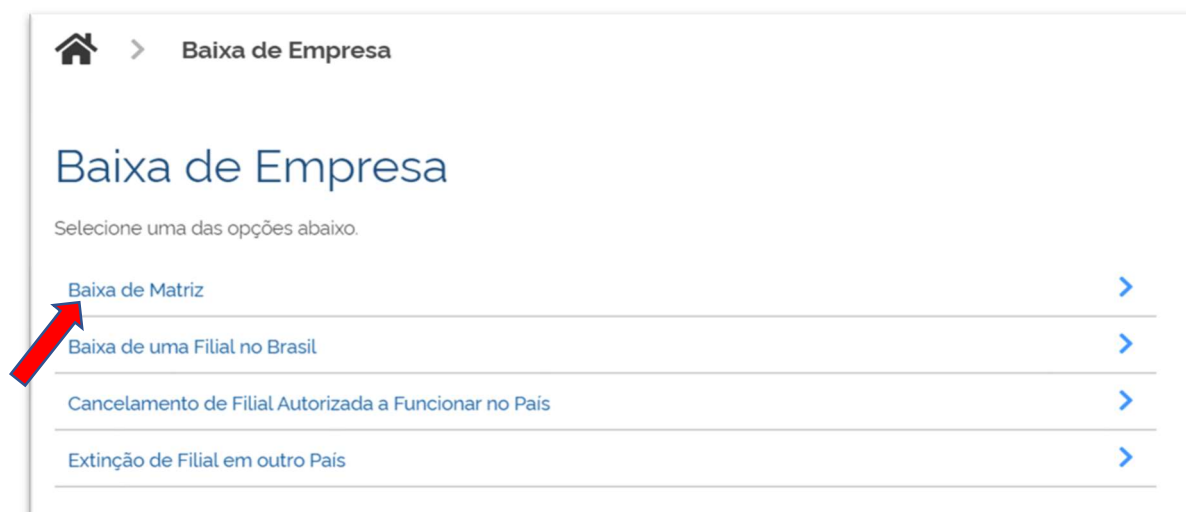 Baixa de Empresa
Baixa de Empresa
Selecione uma das opções abaixo.
Baixa de Matriz
Baixa de uma Filial no Brasil
Cancelamento de Filial Autorizada a Funcionar no País
Extinção de Filial em outro País